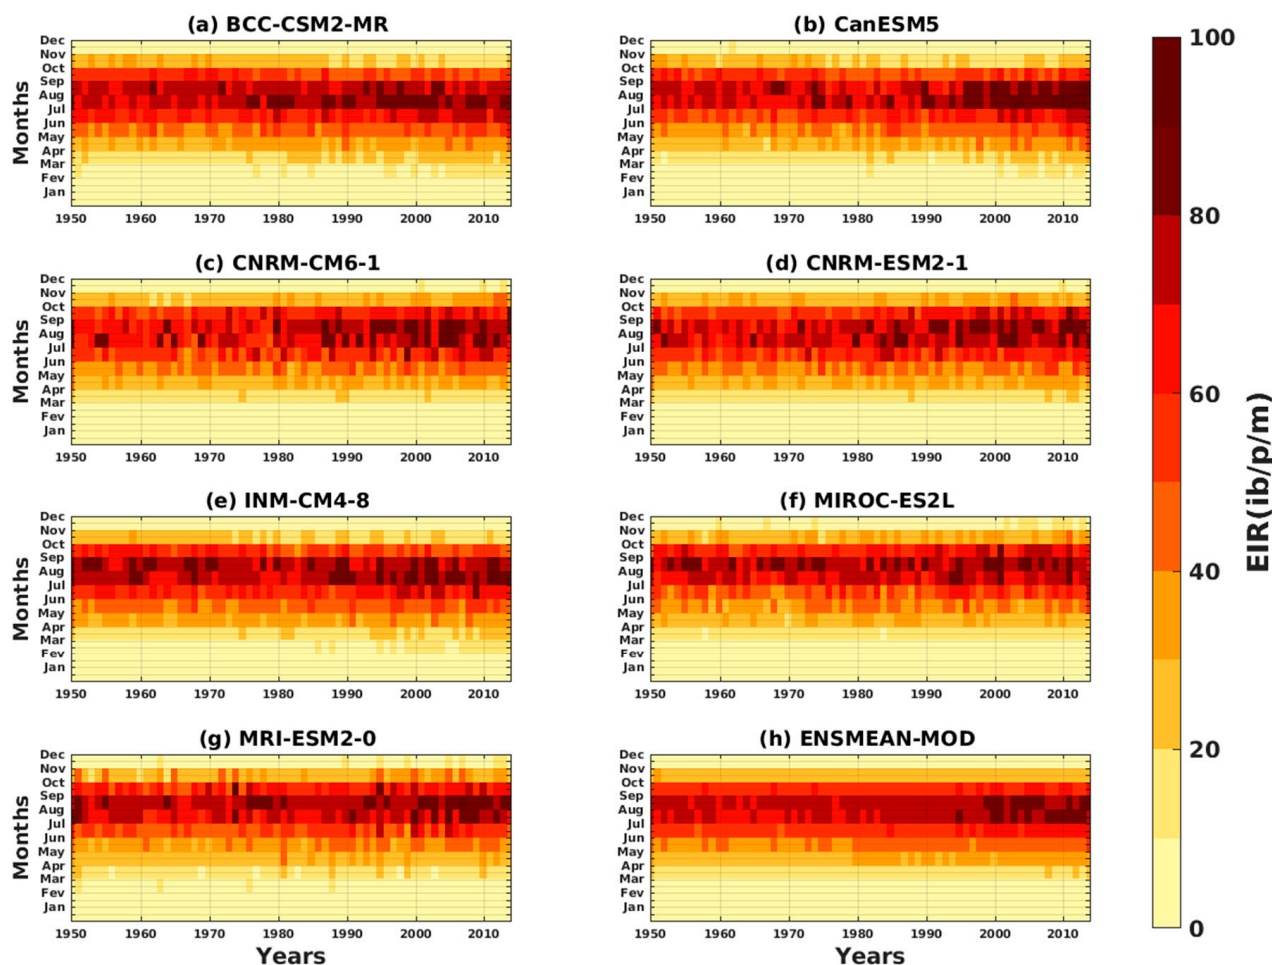 (a) BCC-CSM2-MR
(b) CanESM5
Months
Dec
Nov
Oct
Sep
Aug
Jul
Jun
May
Apr
Mar
Fev
Jan
1950 1960 1970 1980 1990 2000 2010
Dec
Nov
Oct
Sep
Aug
Jul
Jun
May
Apr
Mar
Fev
Jan
1950 1960 1970 1980 1990 2000 2010
(c) CNRM-CM6-1
(d) CNRM-ESM2-1
Months
Dec
Nov
Oct
Sep
Aug
Jul
Jun
May
Apr
Mar
Fev
Jan
1950 1960 1970 1980 1990 2000 2010
Dec
Nov
Oct
Sep
Aug
Jul
Jun
May
Apr
Mar
Fev
Jan
1950 1960 1970 1980 1990 2000 2010
(e) INM-CM4-8
(f) MIROC-ES2L
Months
Dec
Nov
Oct
Sep
Aug
Jul
Jun
May
Apr
Mar
Fev
Jan
1950 1960 1970 1980 1990 2000 2010
Dec
Nov
Oct
Sep
Aug
Jul
Jun
May
Apr
Mar
Fev
Jan
1950 1960 1970 1980 1990 2000 2010
(g) MRI-ESM2-0
(h) ENSMEAN-MOD
Months
Dec
Nov
Oct
Sep
Aug
Jul
Jun
May
Apr
Mar
Fev
Jan
1950 1960 1970 1980 1990 2000 2010
Years
Dec
Nov
Oct
Sep
Aug
Jul
Jun
May
Apr
Mar
Fev
Jan
1950 1960 1970 1980 1990 2000 2010
Years
100
80
60
40
20
0
EIR(ib/p/m)